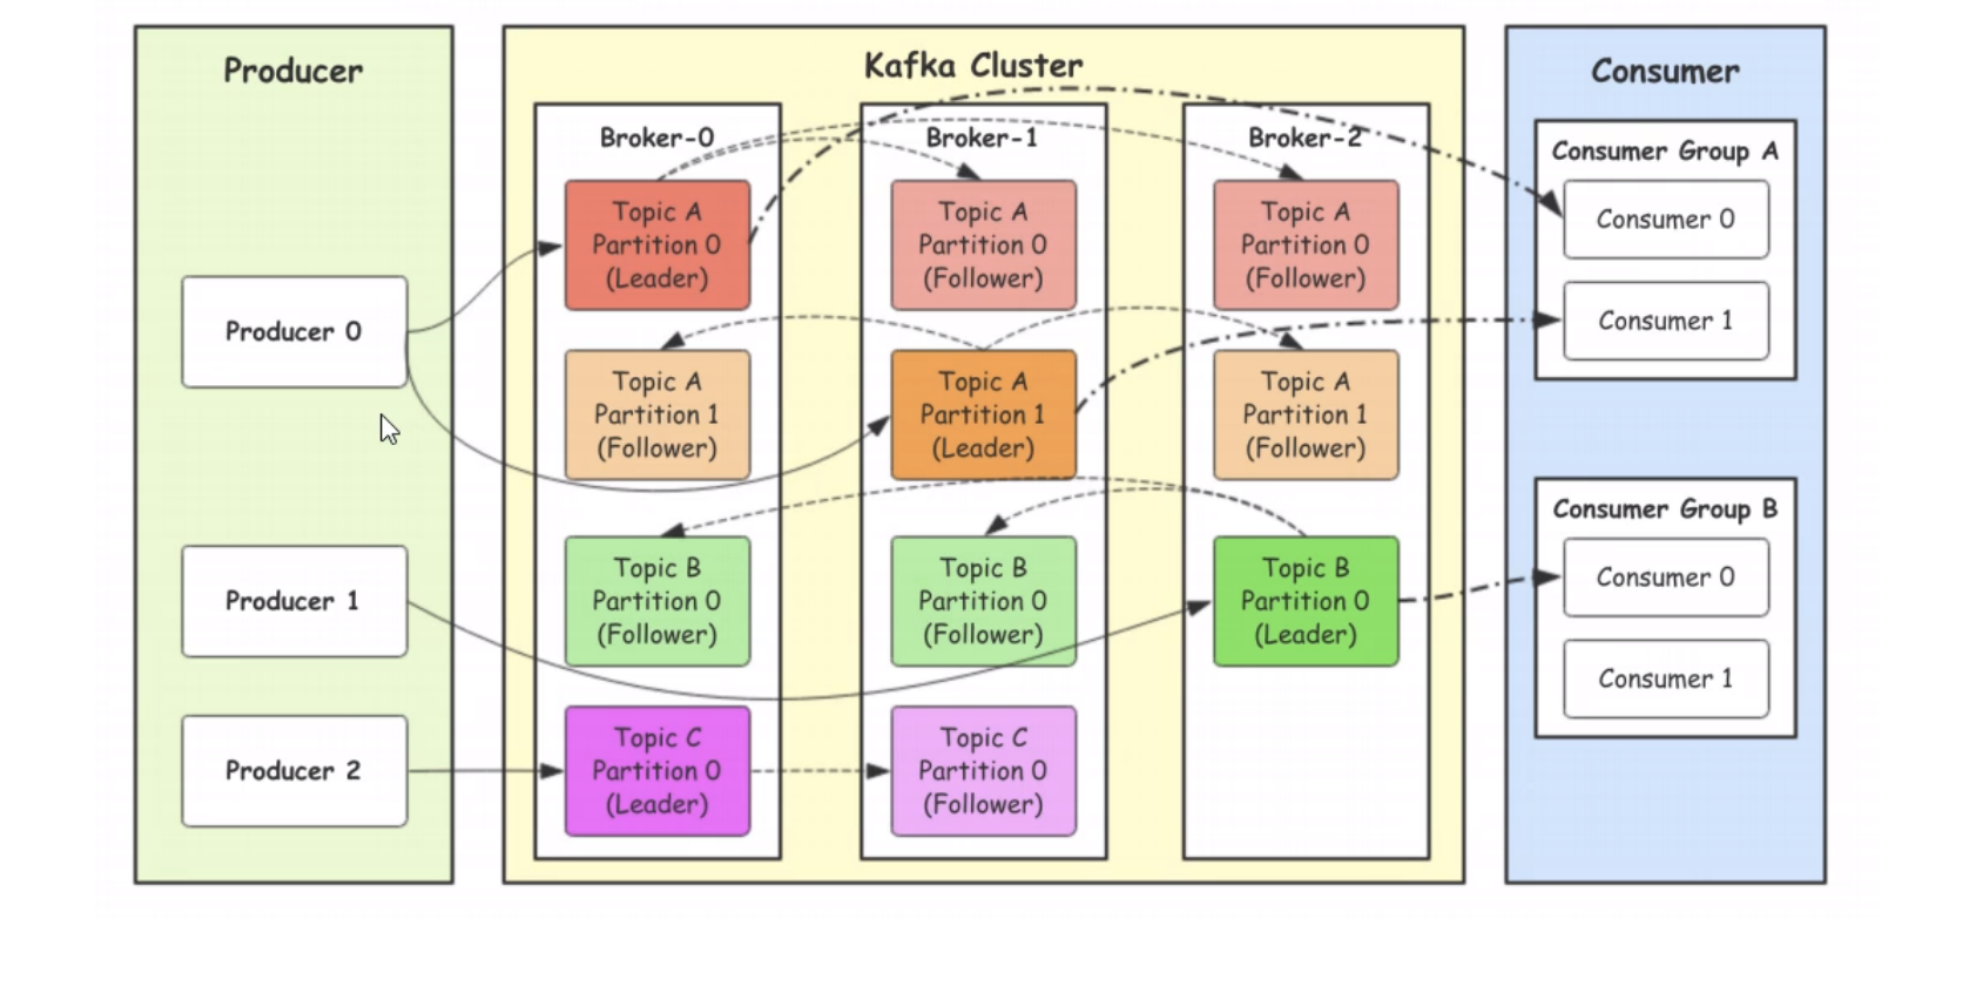 Producer
Producer 0
Producer 1
Producer 2
Kafka Cluster
Broker-0
Topic A
Partition 0
(Leader)
Topic A
Partition 1
(Follower)
Topic B
Partition 0
(Follower)
Topic C
Partition 0
(Leader)
Broker-1
Topic A
Partition 0
(Follower)
Topic A
Partition 1
(Leader)
Topic B
Partition 0
(Follower)
Topic C
Partition 0
(Follower)
Broker-2
Topic A
Partition 0
(Follower)
Topic A
Partition 1
(Follower)
Topic B
Partition 0
(Leader)
Consumer
Consumer Group A
Consumer 0
Consumer 1
Consumer Group B
Consumer 0
Consumer 1